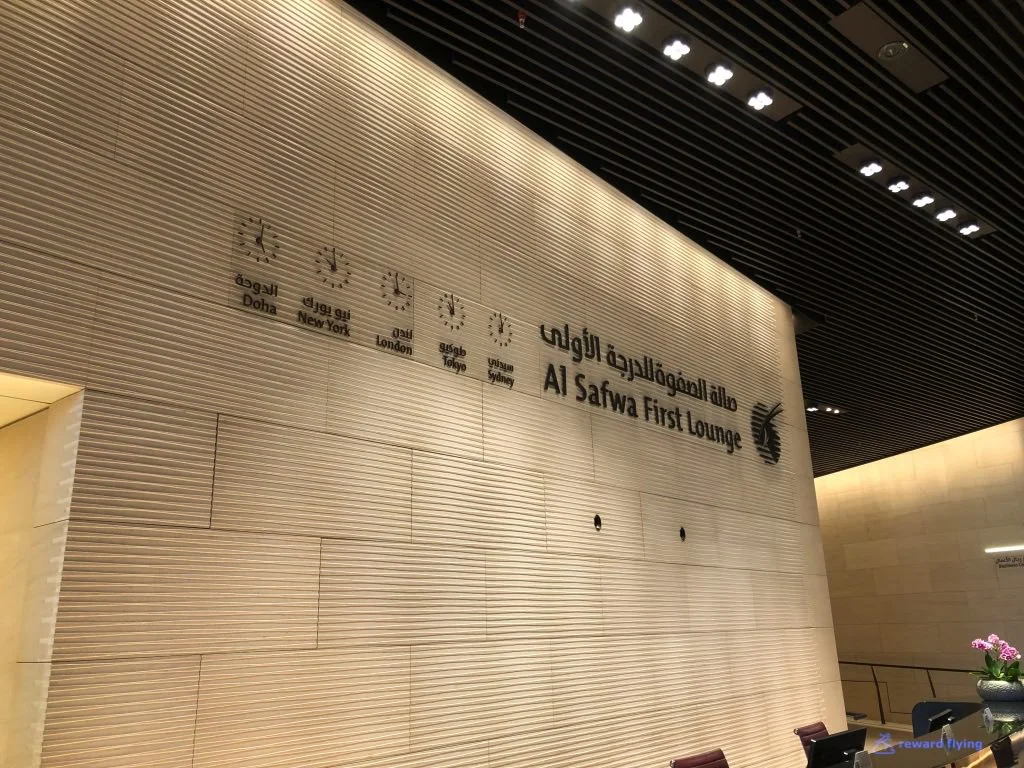 الدوحة
Doha
نيو يورك
New York
لندن
London
طوكيو
Tokyo
سيدني
Sydney
صالة الصفوة للدرجة الأولى
Al Safwa First Lounge
reward flying